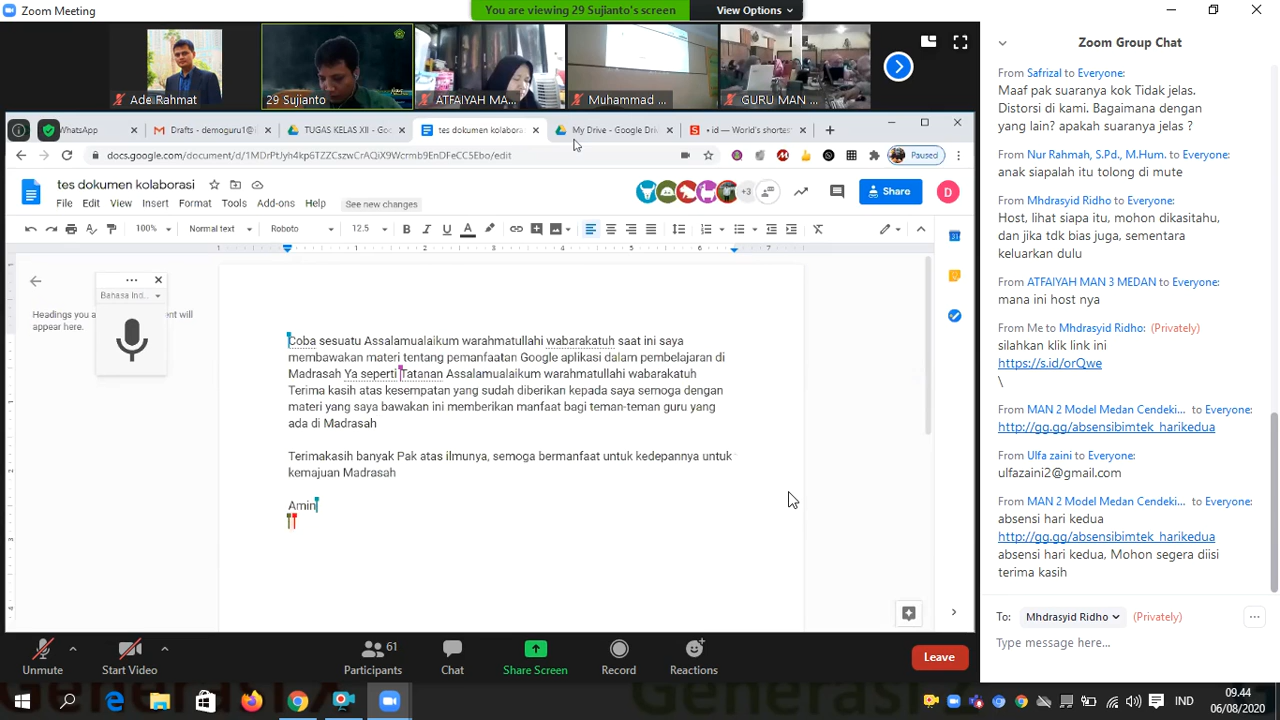 Zoom Meeting
You are viewing 29 Sujianto's screen
View Options
Ade Rahmat
29 Sujianto
ATFAIYAH MA...
Muhammad ...
GURU MAN ...
WhatsApp
Drafts - demoguru1@
TUGAS KELAS XII - Goog
tes dokumen kolabora
My Drive - Google Dri
• id — World's shortes
docs.google.com/document/d/1MDrPtJyh4kp6TZZCszwCrAQiX9Wcrmb9EnDFeCC5Ebo/edit
Paused
tes dokumen kolaborasi
File Edit View Insert Format Tools Add-ons Help See new changes
+3
Share
D
100% Normal text Roboto 12.5 B I U A
Bahasa Ind...
Headings you a
ment will
appear here.
Coba sesuatu Assalamualaikum warahmatullahi wabarakatuh saat ini saya
membawakan materi tentang pemanfaatan Google aplikasi dalam pembelajaran di
Madrasah Ya seperti Tatanan Assalamualaikum warahmatullahi wabarakatuh
Terima kasih atas kesempatan yang sudah diberikan kepada saya semoga dengan
materi yang saya bawakan ini memberikan manfaat bagi teman-teman guru yang
ada di Madrasah
Terimakasih banyak Pak atas ilmunya, semoga bermanfaat untuk kedepannya untuk
kemajuan Madrasah
Amin
Unmute
Start Video
61
Participants
Chat
Share Screen
Record
Reactions
Leave
Zoom Group Chat
From Safrizal to Everyone:
Maaf pak suaranya kok Tidak jelas.
Distorsi di kami. Bagaimana dengan
yang lain? apakah suaranya jelas ?
From Nur Rahmah, S.Pd., M.Hum. to Everyone:
anak siapalah itu tolong di mute
From Mhdrasyid Ridho to Everyone:
Host, lihat siapa itu, mohon dikasitahu,
dan jika tdk bias juga, sementara
keluarkan dulu
From ATFAIYAH MAN 3 MEDAN to Everyone:
mana ini host nya
From Me to Mhdrasyid Ridho: (Privately)
silahkan klik link ini
https://s.id/orQwe
\
From MAN 2 Model Medan Cendeki... to Everyone:
http://gg.gg/absensibimtek_harikedua
From Ulfa zaini to Everyone:
ulfazaini2@gmail.com
From MAN 2 Model Medan Cendeki... to Everyone:
absensi hari kedua
http://gg.gg/absensibimtek_harikedua
absensi hari kedua, Mohon segera diisi
terima kasih
To: Mhdrasyid Ridho (Privately)
Type message here...
IND
09.44
06/08/2020